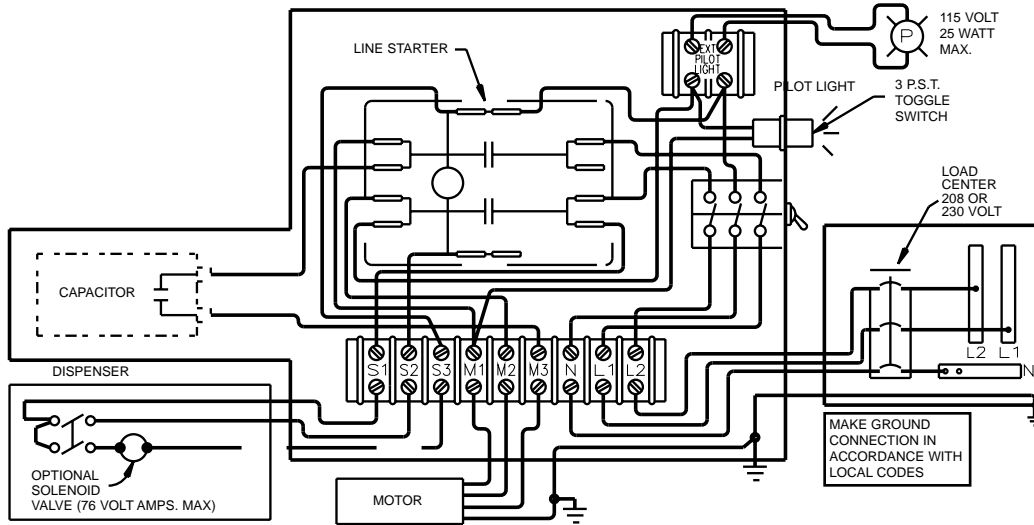 115 VOLT
25 WATT
MAX.
P
EXT
PILOT
LIGHT
LINE STARTER
PILOT LIGHT
3 P.S.T.
TOGGLE
SWITCH
LOAD
CENTER
208 OR
230 VOLT
CAPACITOR
L2 L1
N
DISPENSER
S1 S2 S3 M1 M2 M3 N L1 L2
MAKE GROUND
CONNECTION IN
ACCORDANCE WITH
LOCAL CODES
OPTIONAL
SOLENOID
VALVE (76 VOLT AMPS. MAX)
MOTOR